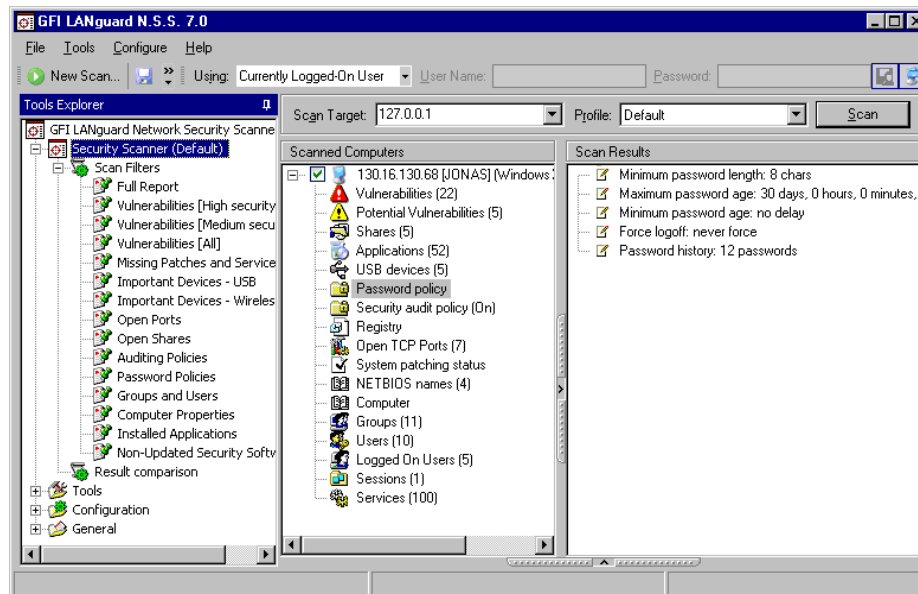 GFI LANguard N.S.S. 7.0
File Tools Configure Help
New Scan... » Using: Currently Logged-On User User Name: Password:
Tools Explorer
GFI LANguard Network Security Scanne
Security Scanner (Default)
Scan Filters
Full Report
Vulnerabilities [High security
Vulnerabilities [Medium secu
Vulnerabilities [All]
Missing Patches and Service
Important Devices - USB
Important Devices - Wireles
Open Ports
Open Shares
Auditing Policies
Password Policies
Groups and Users
Computer Properties
Installed Applications
Non-Updated Security Softw
Result comparison
Tools
Configuration
General
Scan Target: 127.0.0.1 Profile: Default Scan
Scanned Computers
130.16.130.68 [JONAS] (Windows
Vulnerabilities (22)
Potential Vulnerabilities (5)
Shares (5)
Applications (52)
USB devices (5)
Password policy
Security audit policy (On)
Registry
Open TCP Ports (7)
System patching status
NETBIOS names (4)
Computer
Groups (11)
Users (10)
Logged On Users (5)
Sessions (1)
Services (100)
Scan Results
Minimum password length: 8 chars
Maximum password age: 30 days, 0 hours, 0 minutes,
Minimum password age: no delay
Force logoff: never force
Password history: 12 passwords